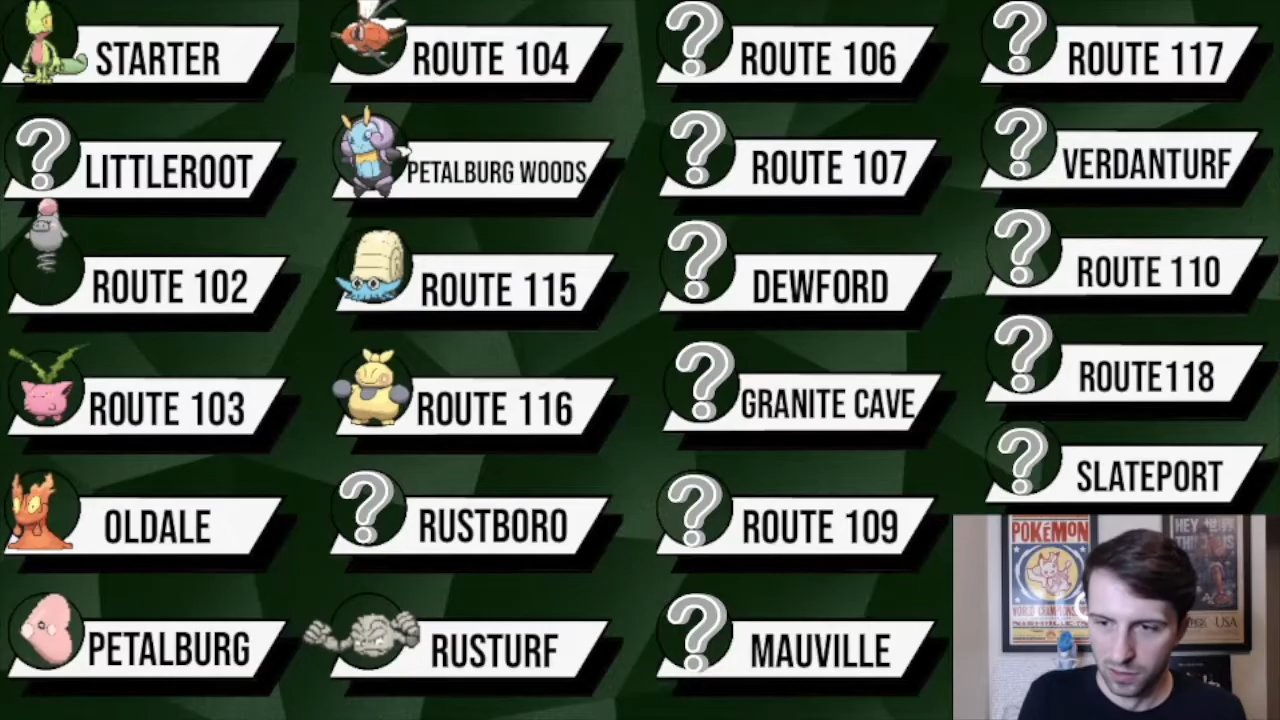 STARTER
LITTLEROOT
ROUTE 102
ROUTE 103
OLDALE
PETALBURG
ROUTE 104
PETALBURG WOODS
ROUTE 115
ROUTE 116
RUSTBORO
RUSTURF
ROUTE 106
ROUTE 107
DEWFORD
GRANITE CAVE
ROUTE 109
MAUVILLE
ROUTE 117
VERDANTURF
ROUTE 110
ROUTE118
SLATEPORT
POKÉMON
HEY
USA